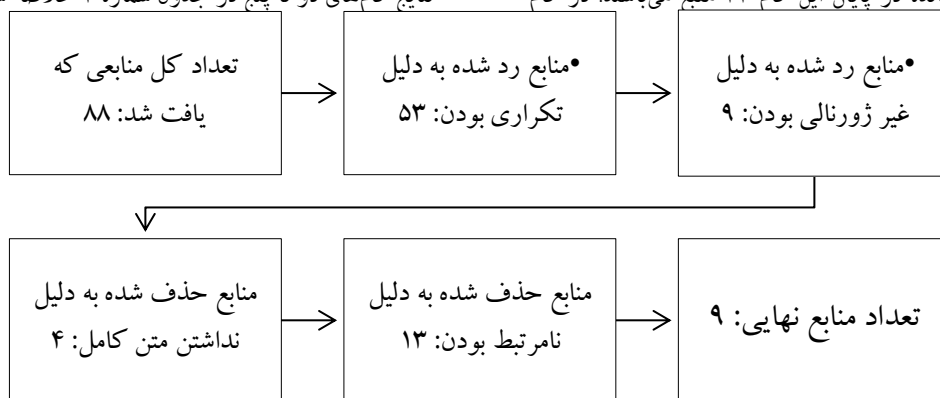 تعداد کل منابعی که
یافت شد: ۸۸
•منابع رد شده به دلیل
تکراری بودن: ۵۳
•منابع رد شده به دلیل
غیر ژورنالی بودن: ۹
منابع حذف شده به دلیل
نداشتن متن کامل: ۴
منابع حذف شده به دلیل
نامرتبط بودن: ۱۳
تعداد منابع نهایی: ۹